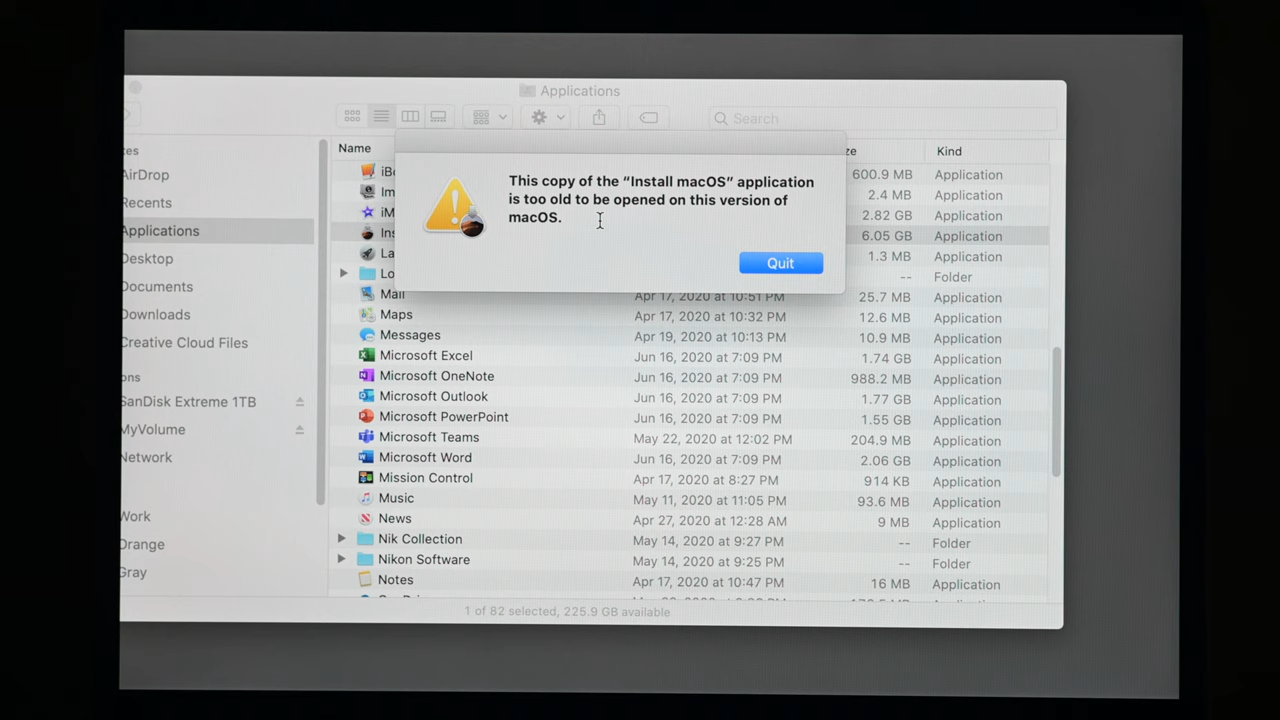 Applications
Search
Name
Kind
AirDrop
600.9 MB Application
Recents
2.4 MB Application
2.82 GB Application
Applications
6.05 GB Application
This copy of the “Install macOS” application
is too old to be opened on this version of
macOS.
Quit
Desktop
1.3 MB Application
-- Folder
Documents
Mail Apr 17, 2020 at 10:51 PM 25.7 MB Application
Downloads
Maps Apr 17, 2020 at 10:32 PM 12.6 MB Application
Creative Cloud Files
Messages Apr 19, 2020 at 10:13 PM 10.9 MB Application
Microsoft Excel Jun 16, 2020 at 7:09 PM 1.74 GB Application
Microsoft OneNote Jun 16, 2020 at 7:09 PM 988.2 MB Application
SanDisk Extreme 1TB
Microsoft Outlook Jun 16, 2020 at 7:09 PM 1.77 GB Application
MyVolume
Microsoft PowerPoint Jun 16, 2020 at 7:09 PM 1.55 GB Application
Microsoft Teams May 22, 2020 at 12:02 PM 204.9 MB Application
Network
Microsoft Word Jun 16, 2020 at 7:09 PM 2.06 GB Application
Mission Control Apr 17, 2020 at 8:27 PM 914 KB Application
Music May 11, 2020 at 11:05 PM 93.6 MB Application
Work
News Apr 27, 2020 at 12:28 AM 9 MB Application
Orange
Nik Collection May 14, 2020 at 9:27 PM -- Folder
Nikon Software May 14, 2020 at 9:25 PM -- Folder
Gray
Notes Apr 17, 2020 at 10:47 PM 16 MB Application
1 of 82 selected, 225.9 GB available